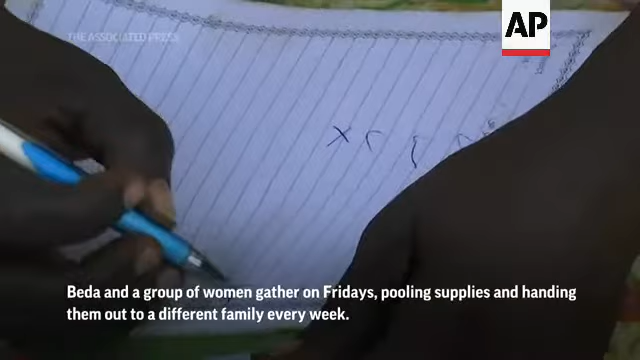 THE ASSOCIATED PRESS
AP
Beda and a group of women gather on Fridays, pooling supplies and handing
them out to a different family every week.